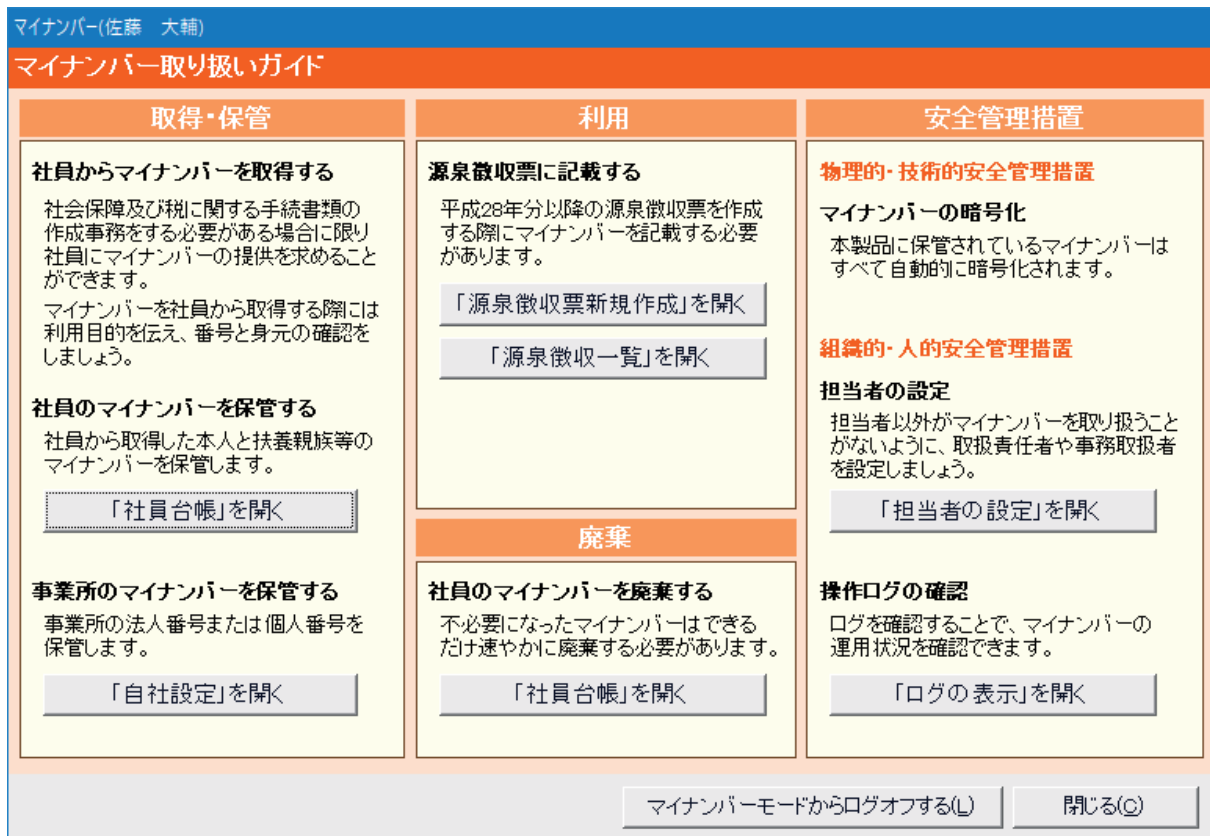 マイナンバー(佐藤　大輔)
マイナンバー取り扱いガイド
取得・保管
社員からマイナンバーを取得する
社会保障及び税に関する手続書類の
作成事務をする必要がある場合に限り
社員にマイナンバーの提供を求めること
ができます。
マイナンバーを社員から取得する際には
利用目的を伝え、番号と身元の確認を
しましょう。
社員のマイナンバーを保管する
社員から取得した本人と扶養親族等の
マイナンバーを保管します。
「社員台帳」を開く
事業所のマイナンバーを保管する
事業所の法人番号または個人番号を
保管します。
「自社設定」を開く
利用
源泉徴収票に記載する
平成28年分以降の源泉徴収票を作成
する際にマイナンバーを記載する必要
があります。
「源泉徴収票新規作成」を開く
「源泉徴収一覧」を開く
廃棄
社員のマイナンバーを廃棄する
不必要になったマイナンバーはできる
だけ速やかに廃棄する必要があります。
「社員台帳」を開く
安全管理措置
物理的・技術的安全管理措置
マイナンバーの暗号化
本製品に保管されているマイナンバーは
すべて自動的に暗号化されます。
組織的・人的安全管理措置
担当者の設定
担当者以外がマイナンバーを取り扱うこと
がないように、取扱責任者や事務取扱者
を設定しましょう。
「担当者の設定」を開く
操作ログの確認
ログを確認することで、マイナンバーの
運用状況を確認できます。
「ログの表示」を開く
マイナンバーモードからログオフする(L)
閉じる(C)